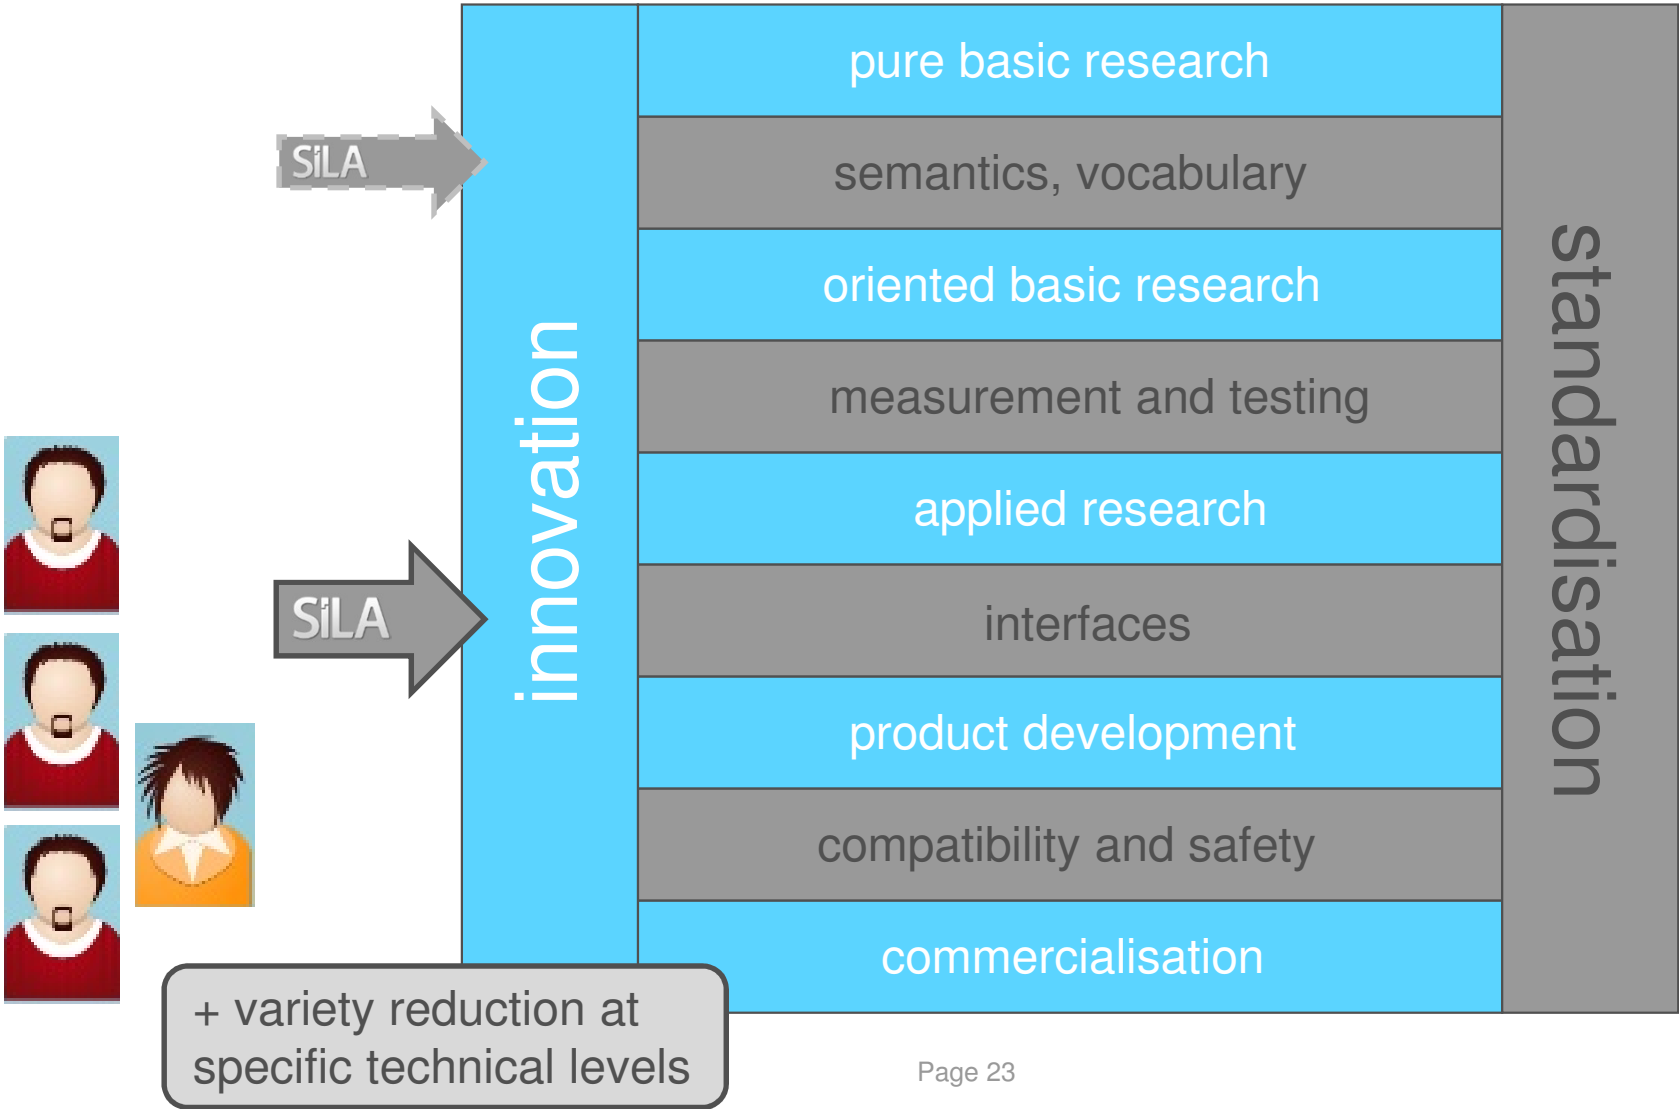 pure basic research
SiLA
semantics, vocabulary
oriented basic research
innovation
standardisation
measurement and testing
applied research
SiLA
interfaces
product development
compatibility and safety
commercialisation
+ variety reduction at
specific technical levels
Page 23